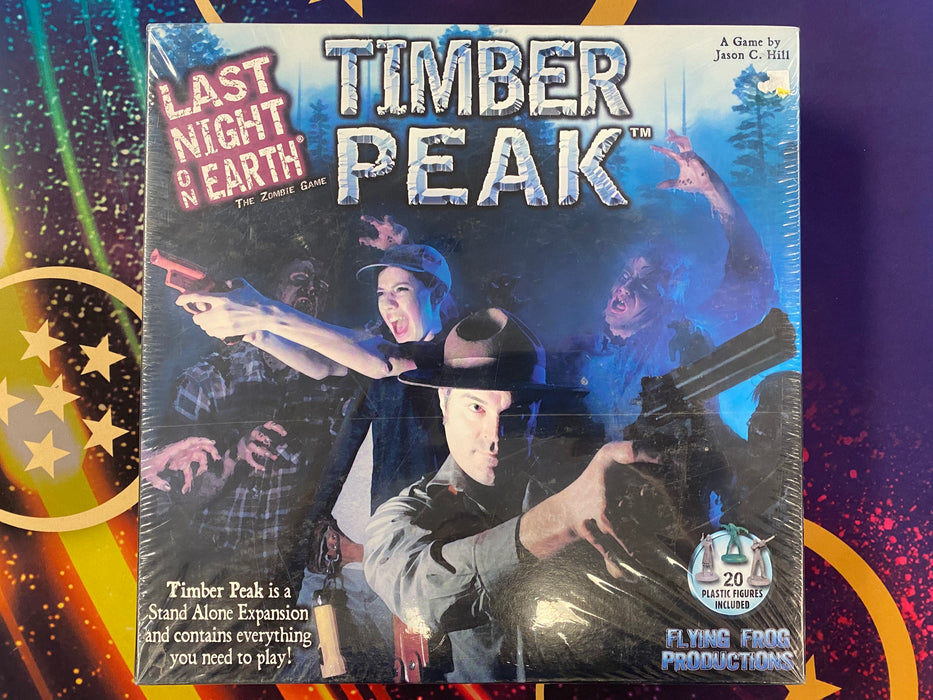 A Game by
Jason C. Hill
TIMBER
PEAK™
LAST
NIGHT
ON EARTH®
The Zombie Game
Timber Peak is a
Stand Alone Expansion
and contains everything
you need to play!
20
PLASTIC FIGURES
INCLUDED
FLYING FROG
PRODUCTIONS